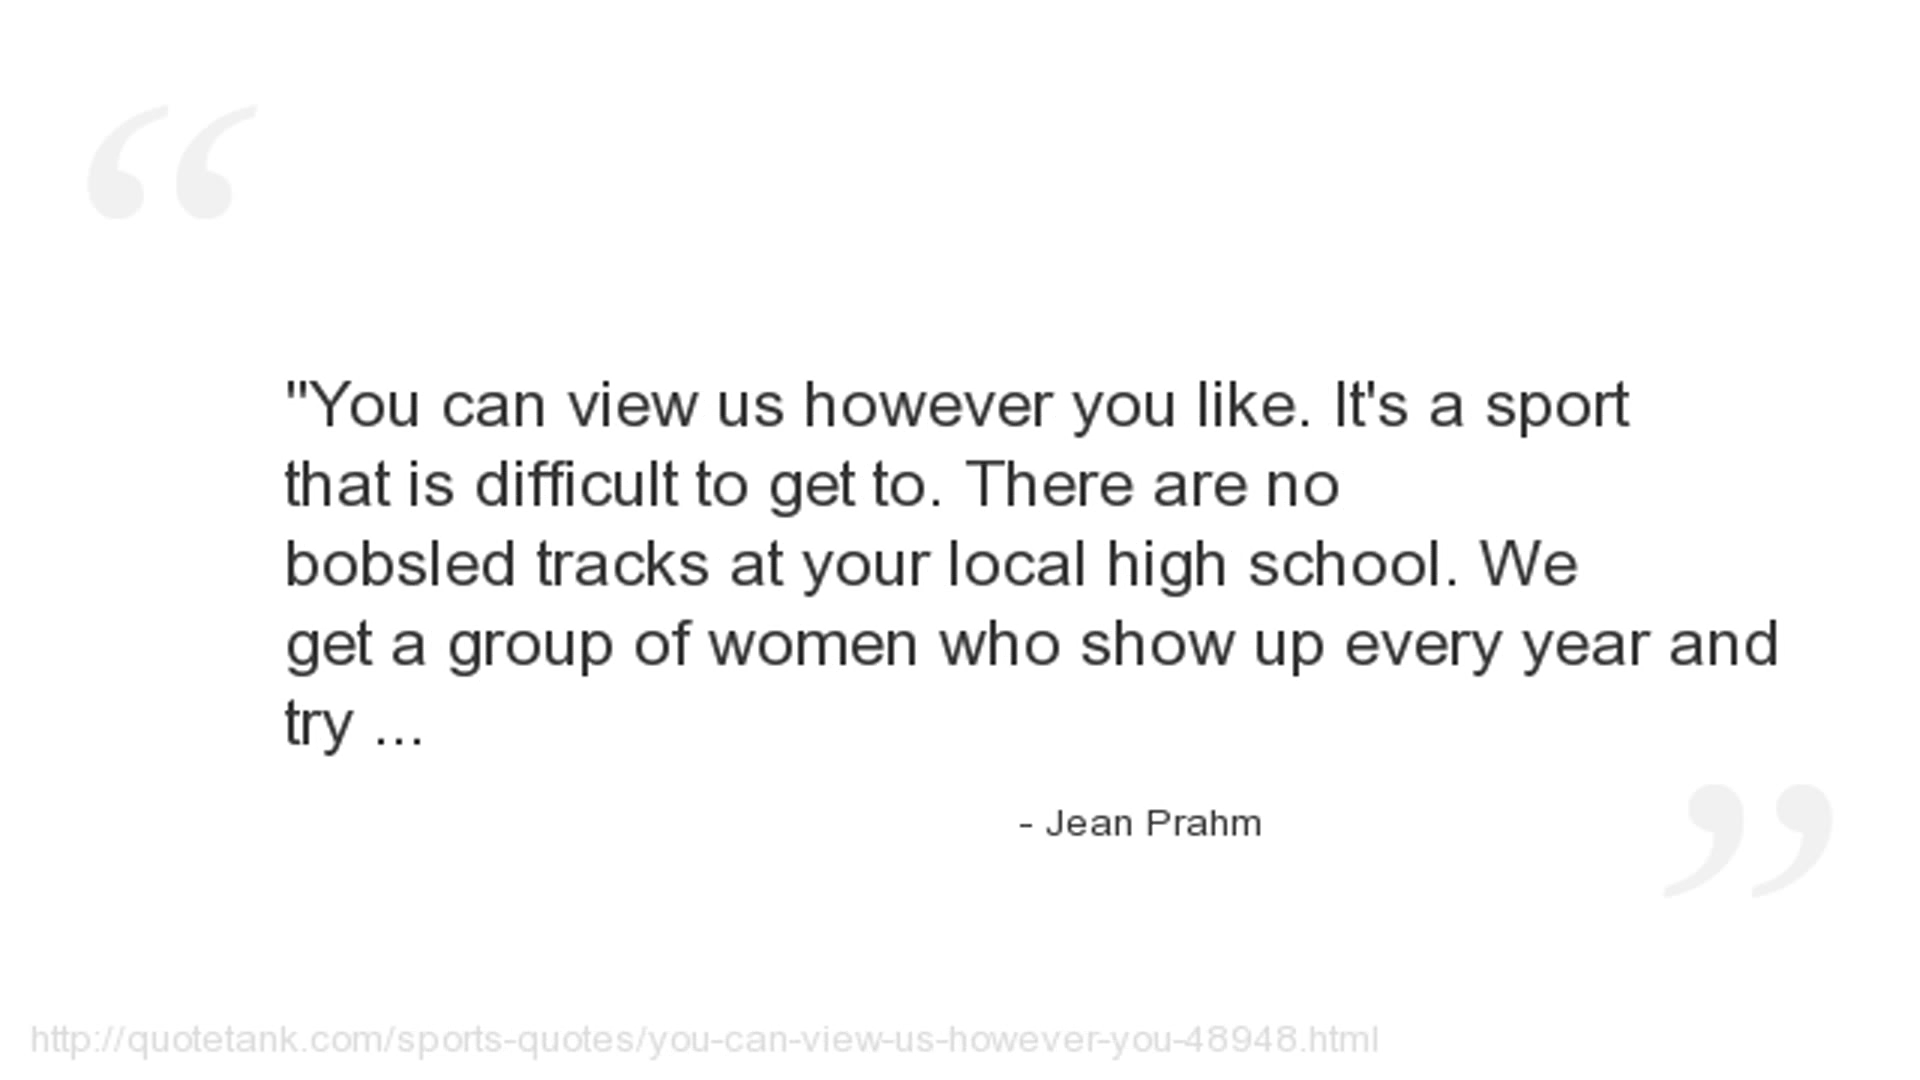 "You can view us however you like. It's a sport
that is difficult to get to. There are no
bobsled tracks at your local high school. We
get a group of women who show up every year and
try ...
- Jean Prahm
http://quotetank.com/sports-quotes/you-can-view-us-however-you-48948.html